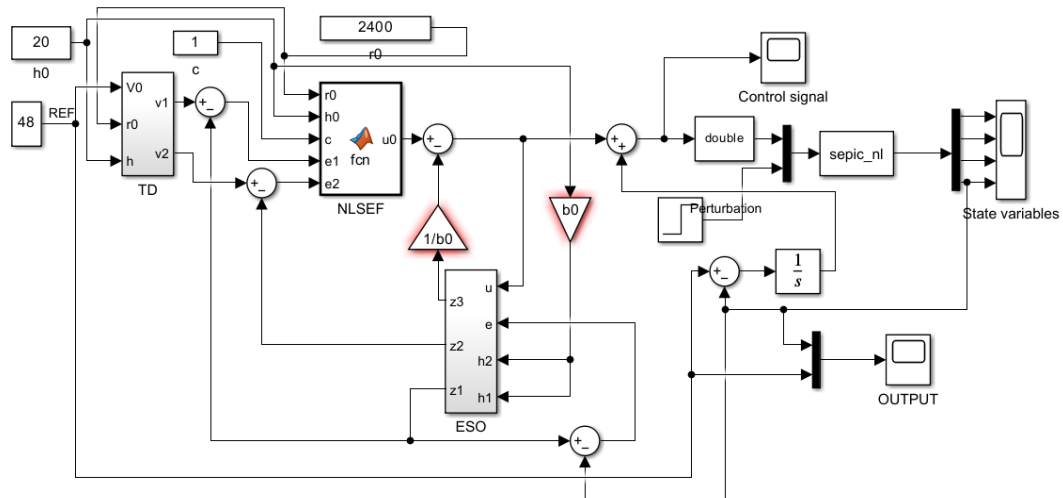 20
h0
48
REF
1
c
2400
r0
V0
r0
h
v1
v2
TD
+
−
+
−
r0
h0
c
e1
e2
fcn
u0
NLSEF
+
−
1/b0
b0
+
+
Control signal
double
sepic_nl
State variables
Perturbation
+
−
1
s
OUTPUT
z3
z2
z1
u
e
h2
h1
ESO
+
−